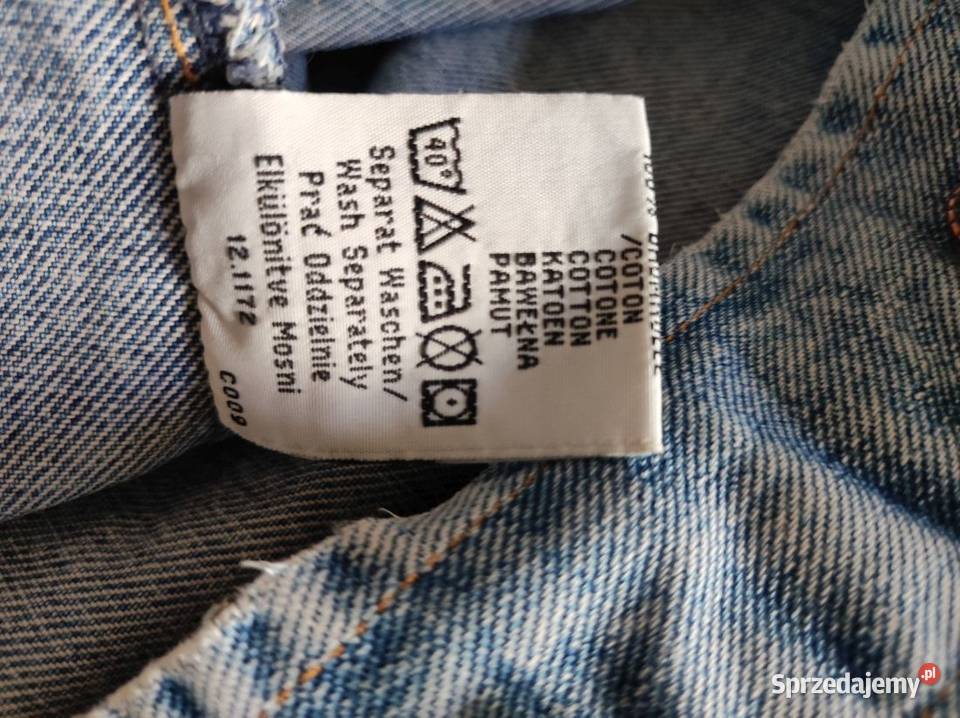 /COTON
COTONE
COTTON
KATOEN
BAWEŁNA
PAMUT
40°
Separat Waschen/
Wash Separately
Prać Oddzielnie
Elkülönitve Mosni
12.1172
C009
Sprzedajemy.pl